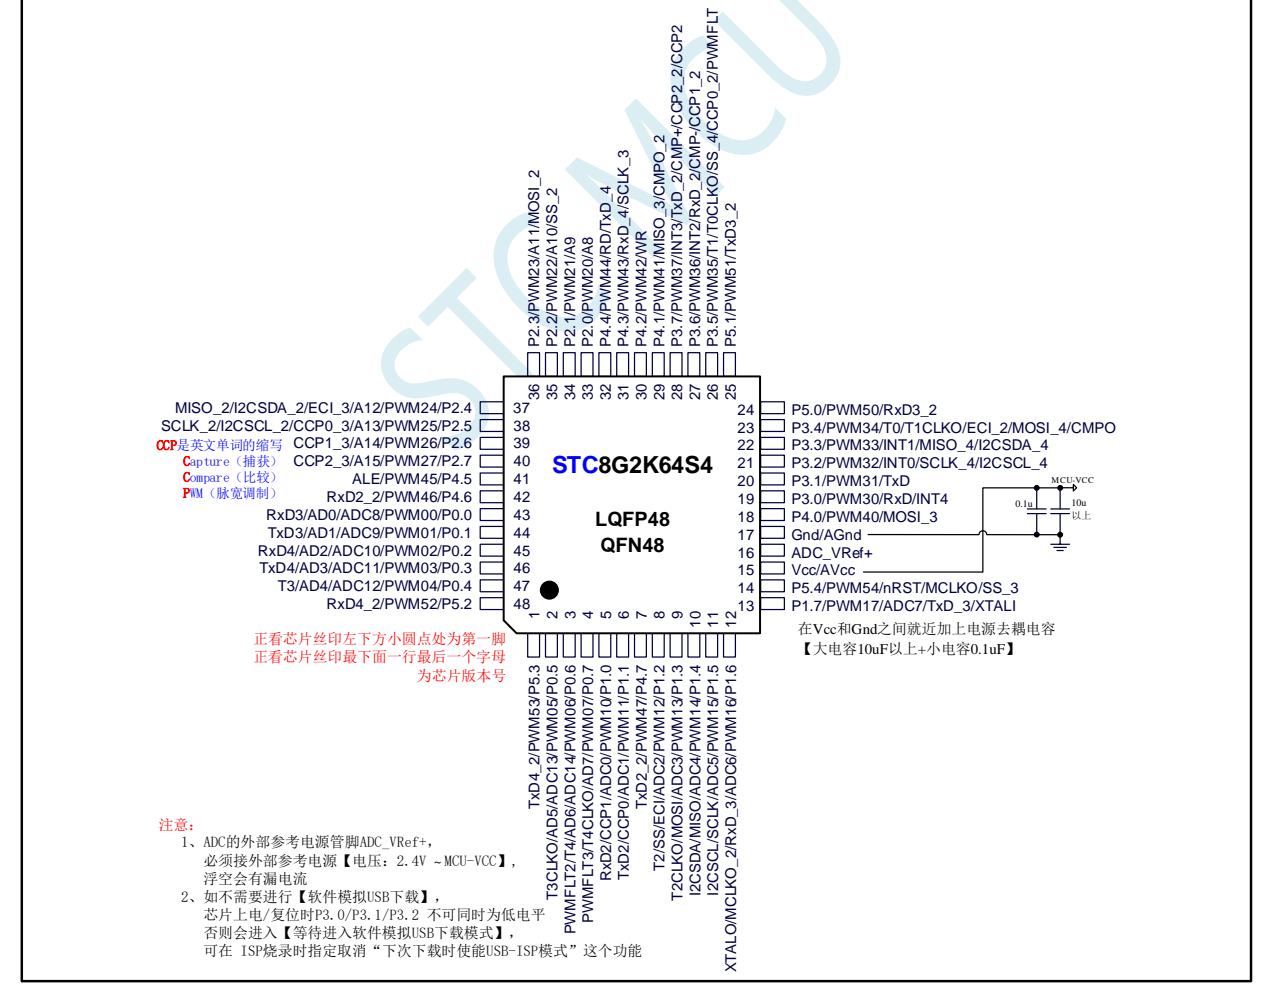 STCMCU
P2.3/PWM23/A11/MOSI_2
P2.2/PWM22/A10/SS_2
P2.1/PWM21/A9
P2.0/PWM20/A8
P4.4/PWM44/RD/TxD_4
P4.3/PWM43/RxD_4/SCLK_3
P4.2/PWM42/WR
P4.1/PWM41/MISO_3/CMPO_2
P3.7/PWM37/INT3/TxD_2/CMP+/CCP2_2/CCP2
P3.6/PWM36/INT2/RxD_2/CMP-/CCP1_2
P3.5/PWM35/T1/T0CLKO/SS_4/CCP0_2/PWMFLT
P5.1/PWM51/TxD3_2
36 35 34 33 32 31 30 29 28 27 26 25
MISO_2/I2CSDA_2/ECI_3/A12/PWM24/P2.4 37
SCLK_2/I2CSCL_2/CCP0_3/A13/PWM25/P2.5 38
CCP1_3/A14/PWM26/P2.6 39
CCP2_3/A15/PWM27/P2.7 40
ALE/PWM45/P4.5 41
RxD2_2/PWM46/P4.6 42
RxD3/AD0/ADC8/PWM00/P0.0 43
TxD3/AD1/ADC9/PWM01/P0.1 44
RxD4/AD2/ADC10/PWM02/P0.2 45
TxD4/AD3/ADC11/PWM03/P0.3 46
T3/AD4/ADC12/PWM04/P0.4 47
RxD4_2/PWM52/P5.2 48
CCP是英文单词的缩写
Capture（捕获）
Compare（比较）
PWM（脉宽调制）
STC8G2K64S4
LQFP48
QFN48
24 P5.0/PWM50/RxD3_2
23 P3.4/PWM34/T0/T1CLKO/ECI_2/MOSI_4/CMPO
22 P3.3/PWM33/INT1/MISO_4/I2CSDA_4
21 P3.2/PWM32/INT0/SCLK_4/I2CSCL_4
20 P3.1/PWM31/TxD
19 P3.0/PWM30/RxD/INT4
18 P4.0/PWM40/MOSI_3
17 Gnd/AGnd
16 ADC_VRef+
15 Vcc/AVcc
14 P5.4/PWM54/nRST/MCLKO/SS_3
13 P1.7/PWM17/ADC7/TxD_3/XTALI
MCU-VCC
0.1u
10u
以上
在Vcc和Gnd之间就近加上电源去耦电容
【大电容10uF以上+小电容0.1uF】
1 2 3 4 5 6 7 8 9 10 11 12
正看芯片丝印左下方小圆点处为第一脚
正看芯片丝印最下面一行最后一个字母
为芯片版本号
TxD4_2/PWM53/P5.3
T3CLKO/AD5/ADC13/PWM05/P0.5
PWMFLT2/T4/AD6/ADC14/PWM06/P0.6
PWMFLT3/T4CLKO/AD7/PWM07/P0.7
RxD2/CCP1/ADC0/PWM10/P1.0
TxD2/CCP0/ADC1/PWM11/P1.1
TxD2_2/PWM47/P4.7
T2/SS/ECI/ADC2/PWM12/P1.2
T2CLKO/MOSI/ADC3/PWM13/P1.3
I2CSDA/MISO/ADC4/PWM14/P1.4
I2CSCL/SCLK/ADC5/PWM15/P1.5
XTALO/MCLKO_2/RxD_3/ADC6/PWM16/P1.6
注意:
1、ADC的外部参考电源管脚ADC_VRef+，
必须接外部参考电源【电压: 2.4V ~MCU-VCC】，
浮空会有漏电流
2、如不需要进行【软件模拟USB下载】，
芯片上电/复位时P3.0/P3.1/P3.2 不可同时为低电平
否则会进入【等待进入软件模拟USB下载模式】，
可在 ISP烧录时指定取消“下次下载时使能USB-ISP模式”这个功能